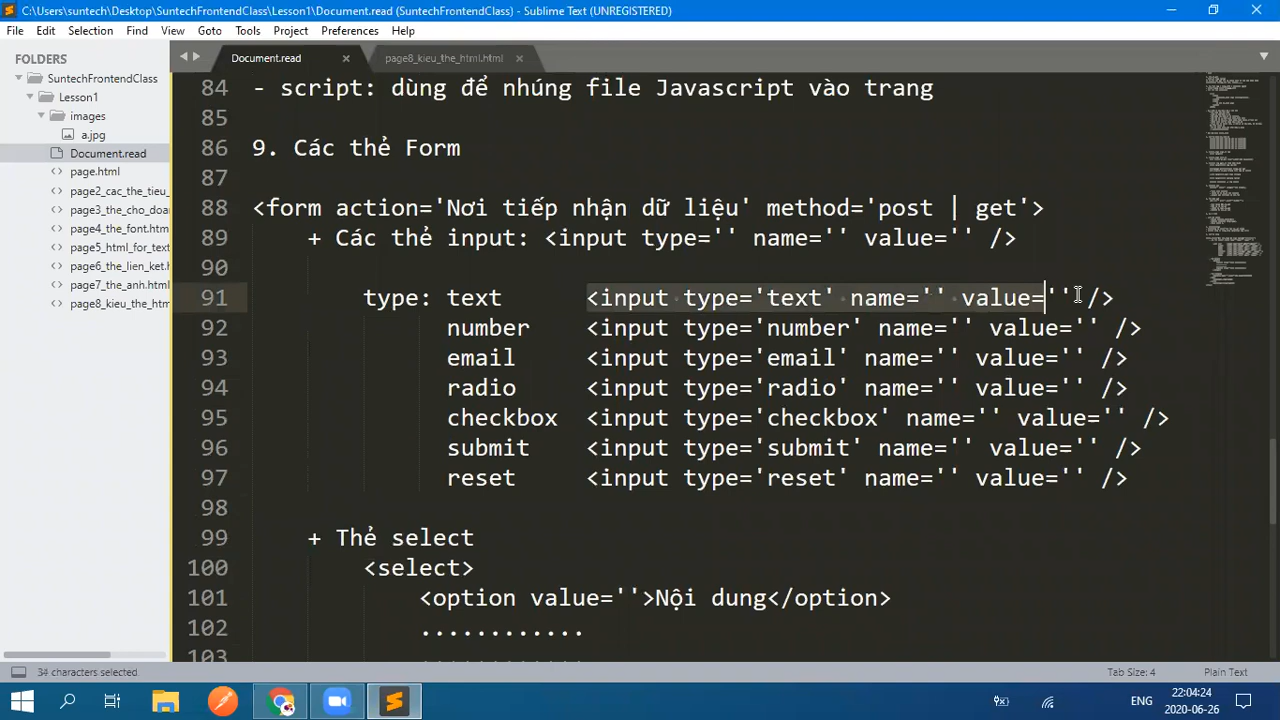 C:\Users\suntech\Desktop\SuntechFrontendClass\Lesson1\Document.read (SuntechFrontendClass) - Sublime Text (UNREGISTERED)
File Edit Selection Find View Goto Tools Project Preferences Help
FOLDERS
SuntechFrontendClass
Lesson1
images
a.jpg
Document.read
page.html
page2_cac_the_tieu_
page3_the_cho_doa
page4_the_font.htm
page5_html_for_text
page6_the_lien_ket.h
page7_the_anh.html
page8_kieu_the_htm
Document.read page8_kieu_the_html.html
84 - script: dùng để nhúng file Javascript vào trang
85
86 9. Các thẻ Form
87
88 <form action='Nơi tiếp nhận dữ liệu' method='post | get'>
89 + Các thẻ input: <input type='' name='' value='' />
90
91 type: text <input type='text' name='' value='' />
92 number <input type='number' name='' value='' />
93 email <input type='email' name='' value='' />
94 radio <input type='radio' name='' value='' />
95 checkbox <input type='checkbox' name='' value='' />
96 submit <input type='submit' name='' value='' />
97 reset <input type='reset' name='' value='' />
98
99 + Thẻ select
100 <select>
101 <option value=''>Nội dung</option>
102 ............
103 ............
34 characters selected
Tab Size: 4 Plain Text
ENG
22:04:24
2020-06-26